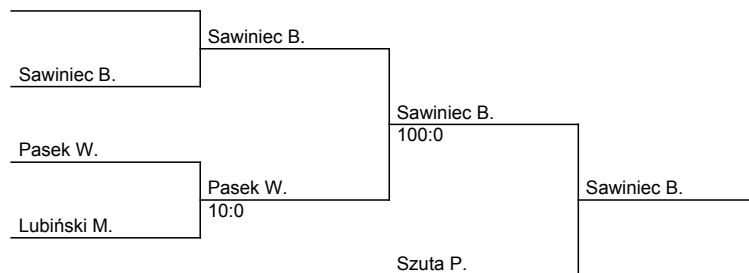 Sawiniec B.
Sawiniec B.
Sawiniec B.
100:0
Pasek W.
Pasek W.
10:0
Sawiniec B.
Lubiński M.
Szuta P.